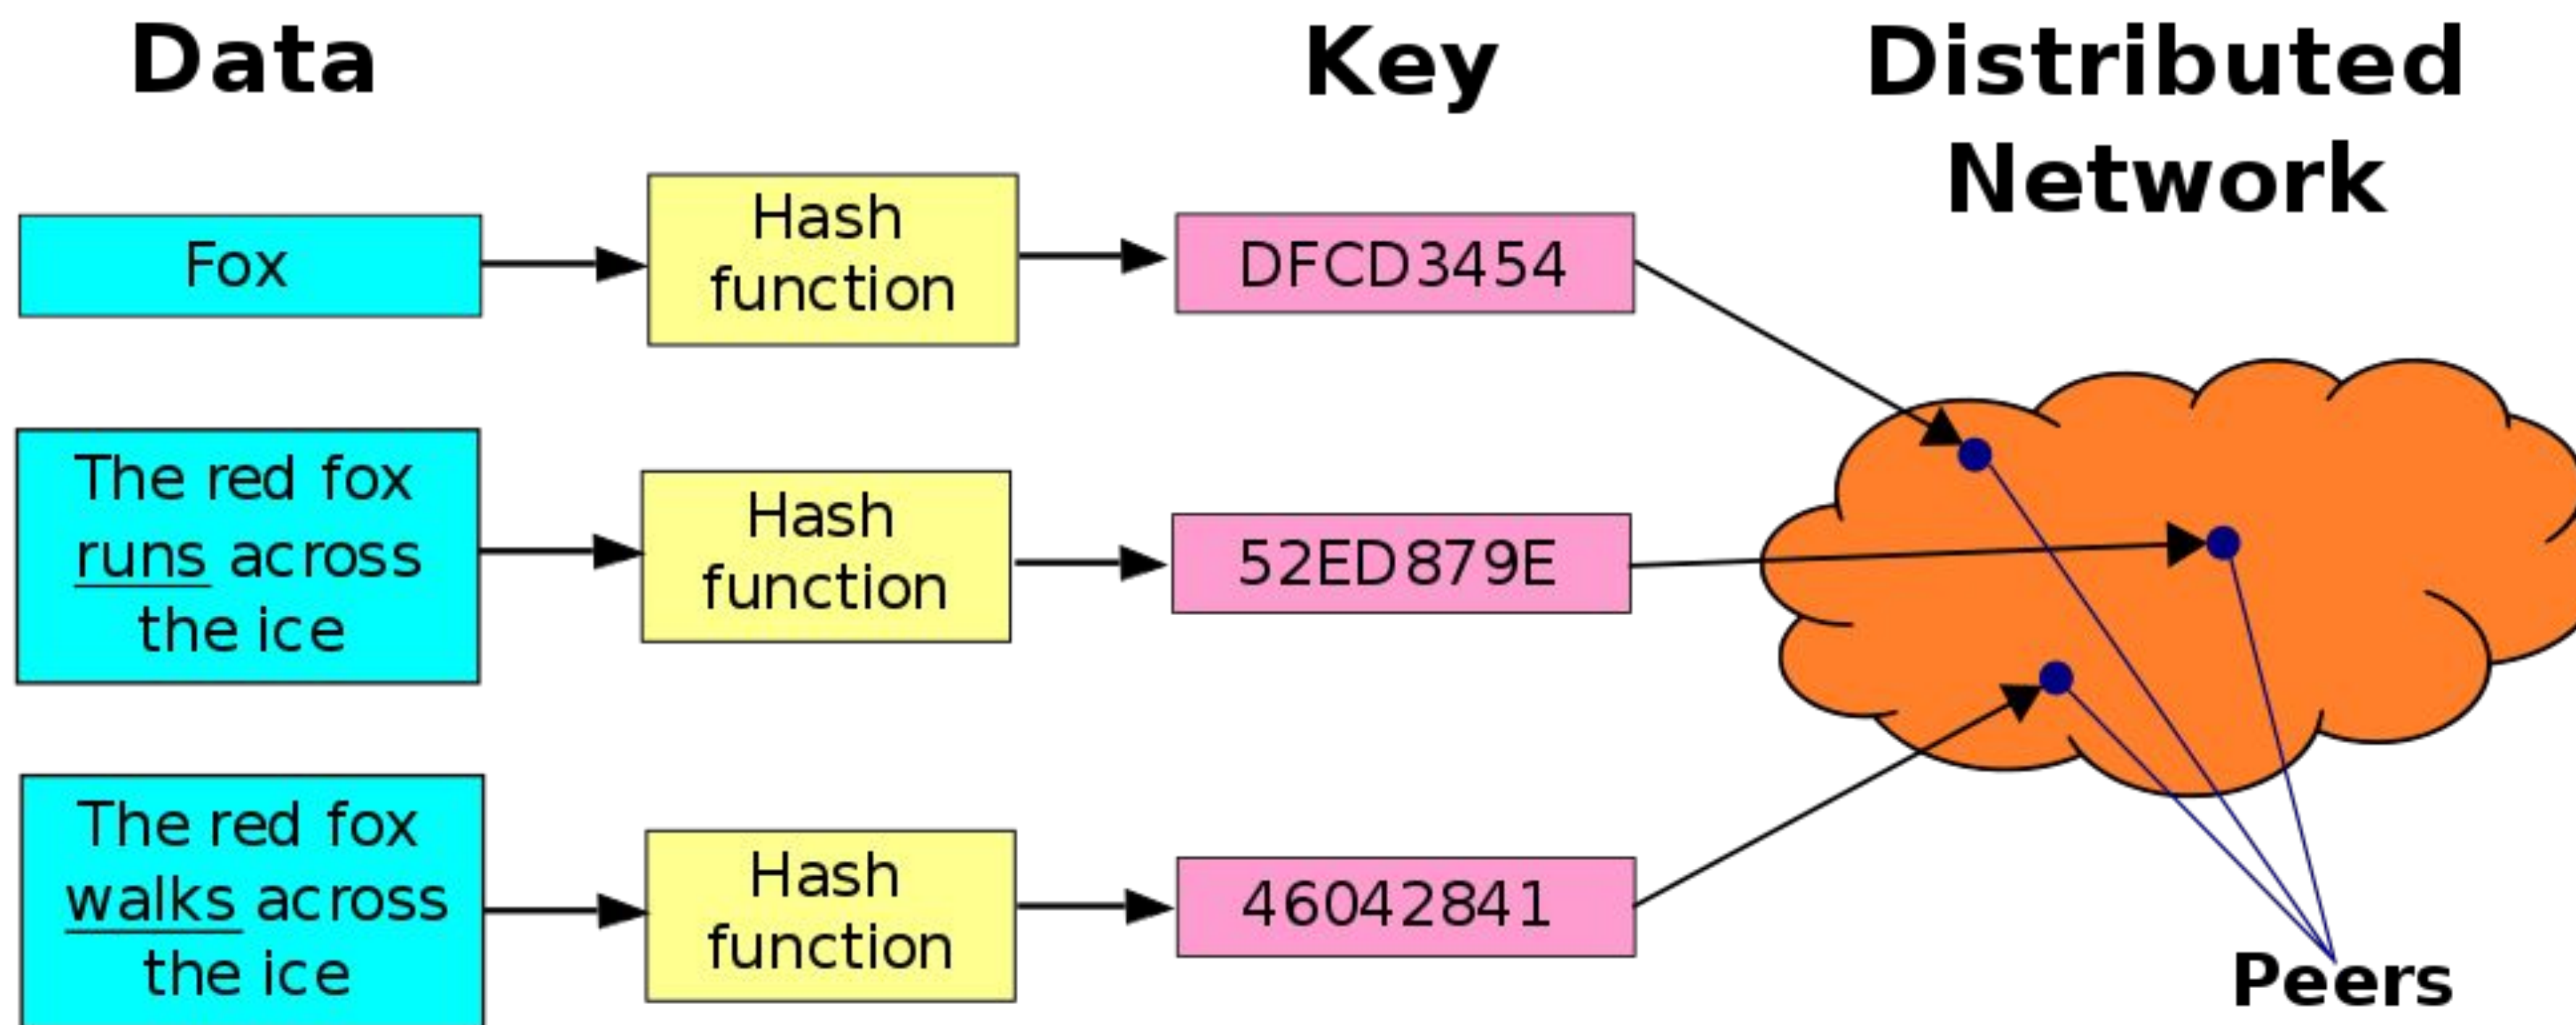 Data
Key
Distributed
Network
Fox
Hash
function
DFCD3454
The red fox
runs across
the ice
Hash
function
52ED879E
The red fox
walks across
the ice
Hash
function
46042841
Peers